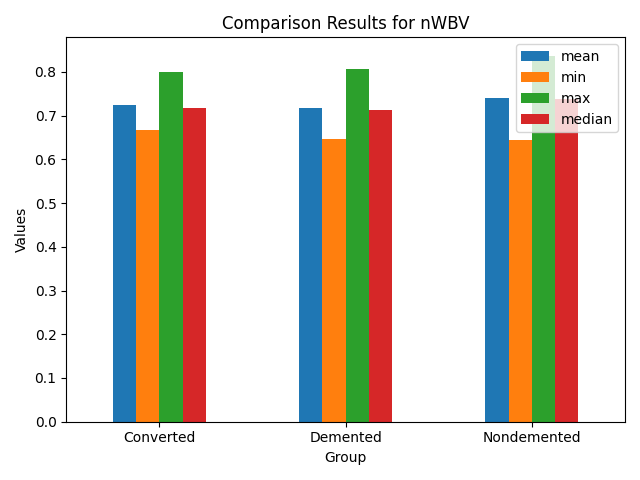 Comparison Results for nWBV
mean
min
max
median
0.8
0.7
0.6
0.5
0.4
0.3
0.2
0.1
0.0
Values
Converted
Demented
Nondemented
Group